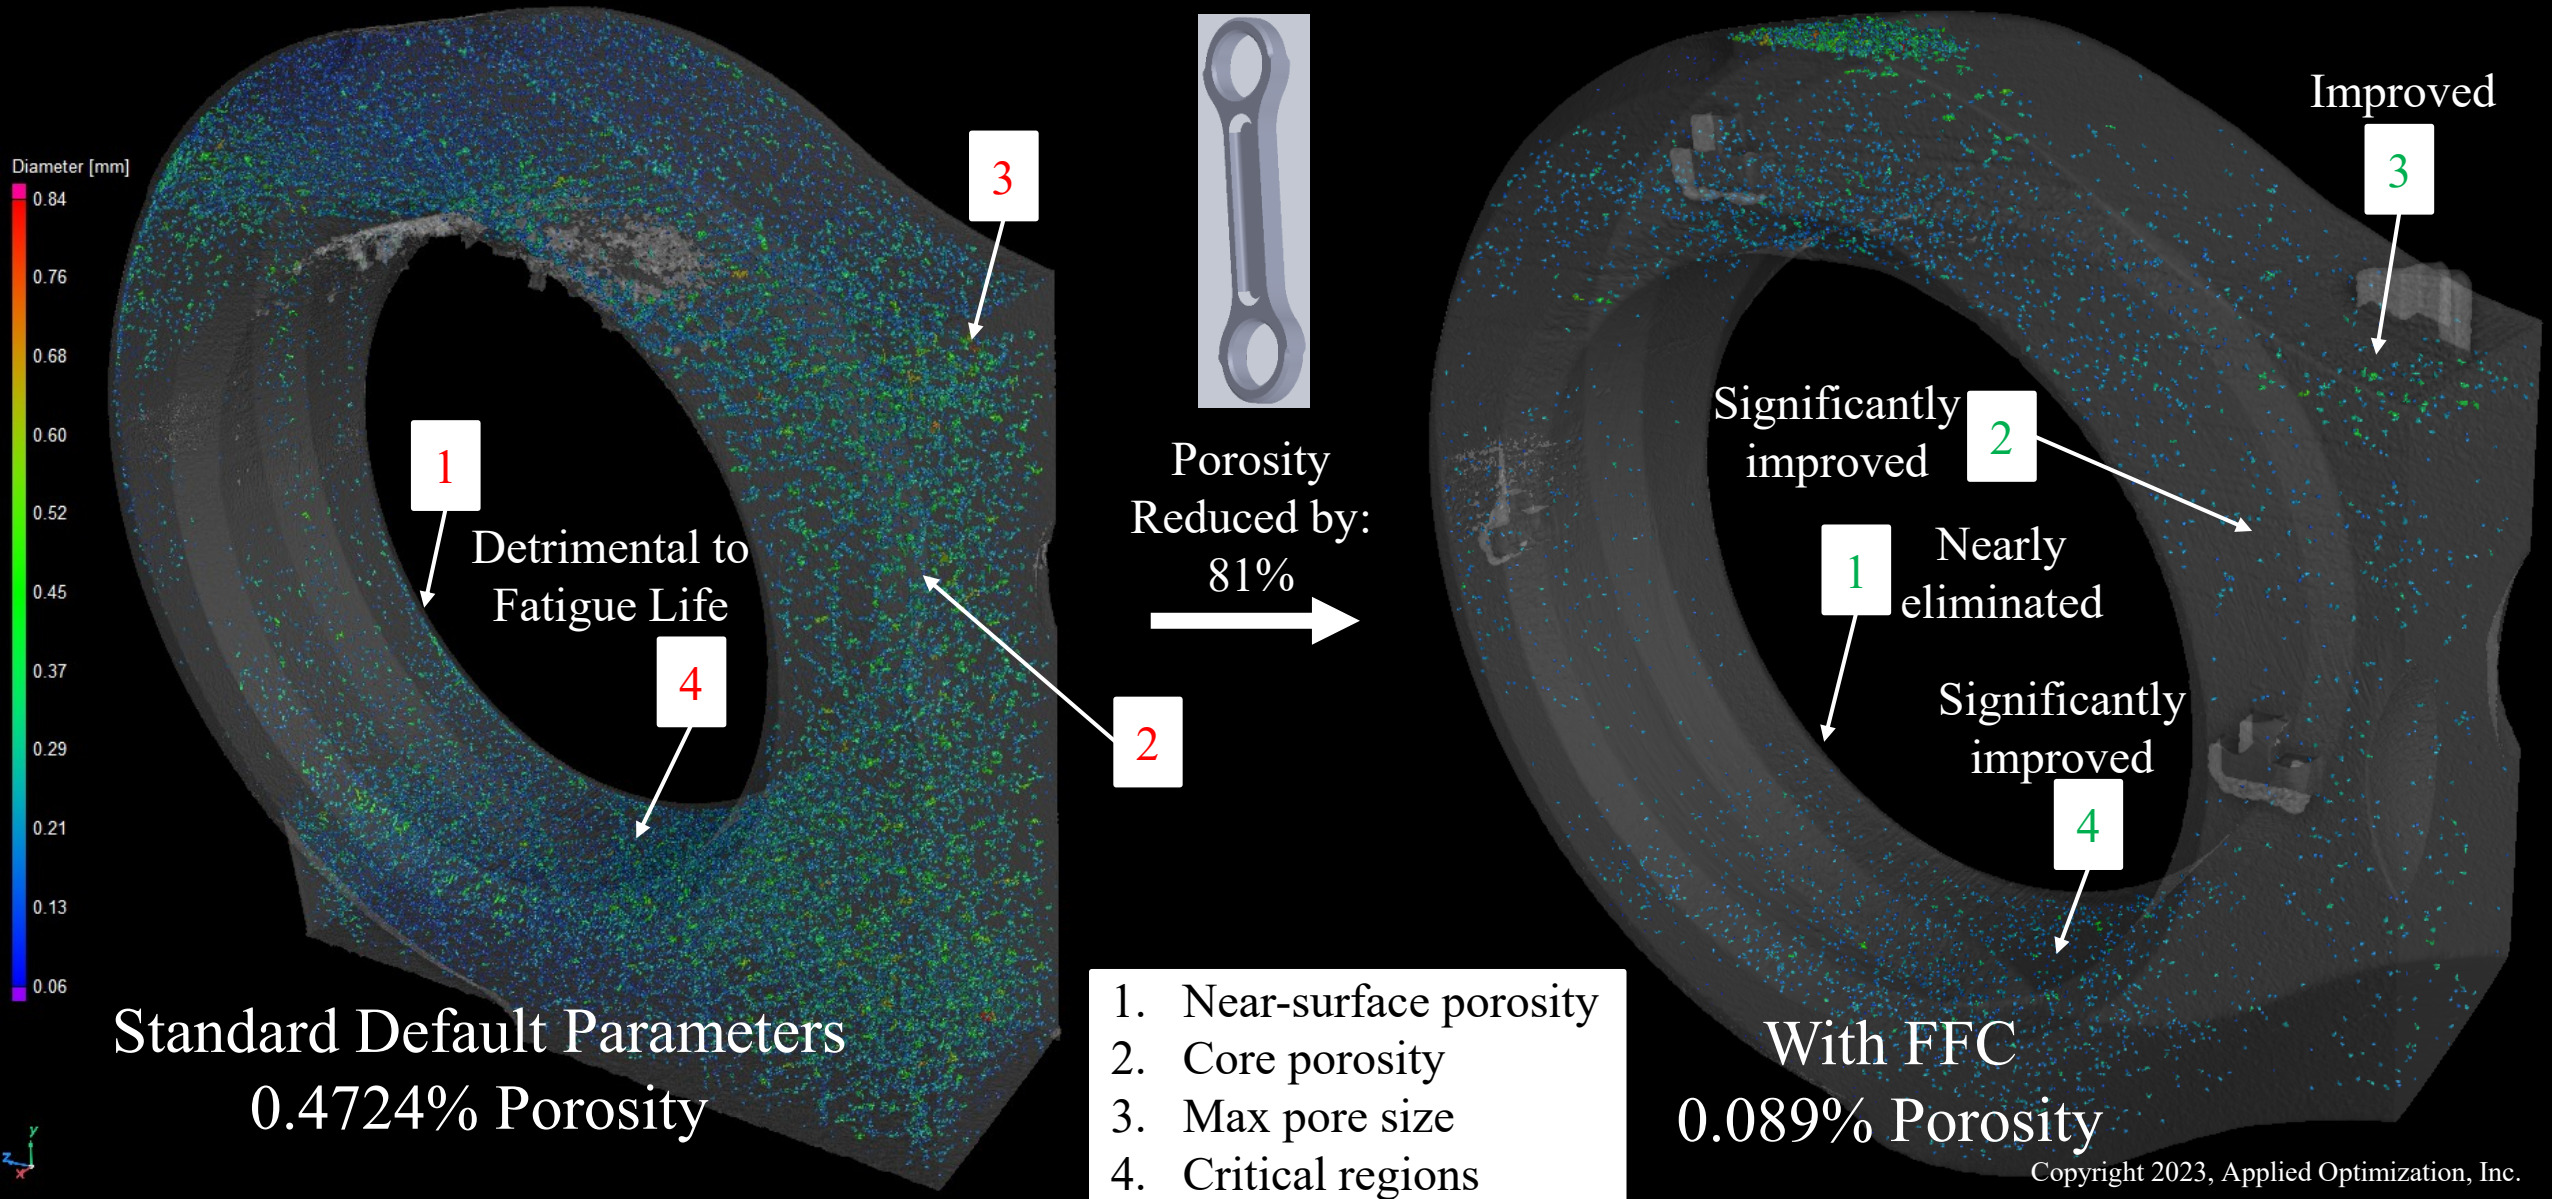 Diameter [mm]
0.84
0.76
0.68
0.60
0.52
0.45
0.37
0.29
0.21
0.13
0.06
3
1
Detrimental to
Fatigue Life
4
2
Standard Default Parameters
0.4724% Porosity
y
z
x
Porosity
Reduced by:
81%
1. Near-surface porosity
2. Core porosity
3. Max pore size
4. Critical regions
Improved
3
Significantly
improved
2
1
Nearly
eliminated
Significantly
improved
4
With FFC
0.089% Porosity
Copyright 2023, Applied Optimization, Inc.